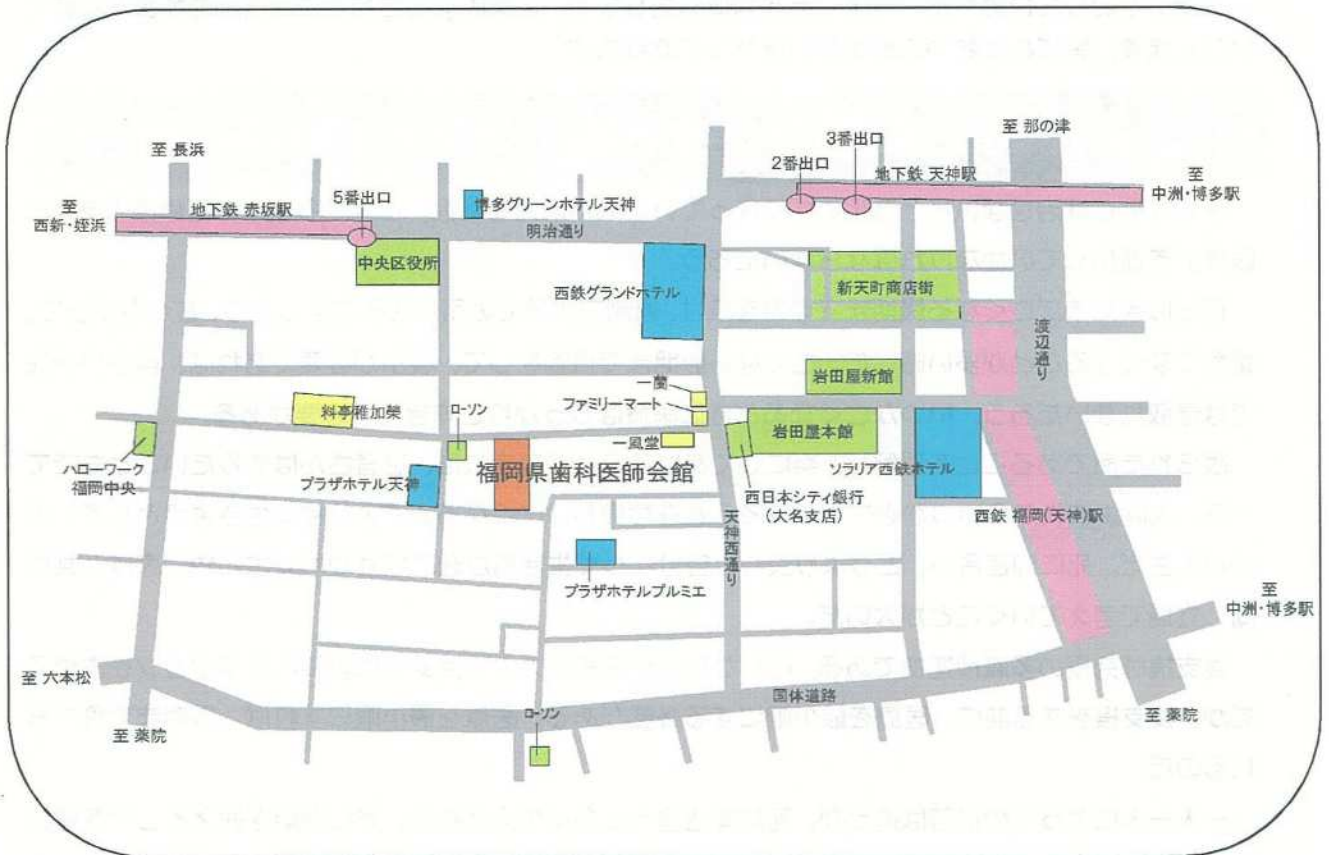 至 長浜
至 那の津
3番出口
2番出口
地下鉄 天神駅
至
中洲・博多駅
5番出口
地下鉄 赤坂駅
至
西新・姪浜
博多グリーンホテル天神
明治通り
中央区役所
西鉄グランドホテル
新天町商店街
渡辺通り
岩田屋新館
一蘭
ファミリーマート
料亭稚加榮
ローソン
岩田屋本館
一風堂
ハローワーク
福岡中央
プラザホテル天神
福岡県歯科医師会館
ソラリア西鉄ホテル
西日本シティ銀行
(大名支店)
西鉄 福岡(天神)駅
天神西通り
プラザホテルプルミエ
至
中洲・博多駅
至 六本松
国体道路
至 薬院
ローソン
至 薬院